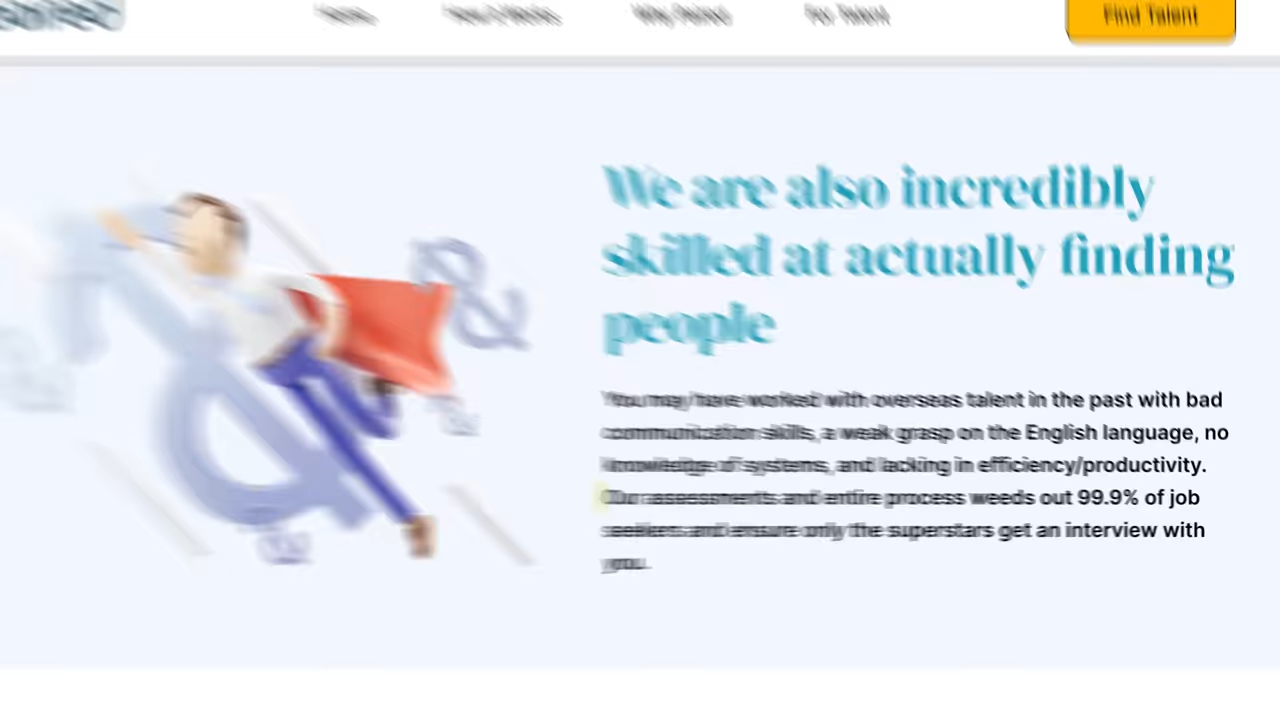 Find Talent
We are also incredibly
skilled at actually finding
people
You may have worked with overseas talent in the past with bad
communication skills, a weak grasp on the English language, no
knowledge of systems, and lacking in efficiency/productivity.
Our assessments and entire process weeds out 99.9% of job
seekers and ensure only the superstars get an interview with
you.
& & & & &